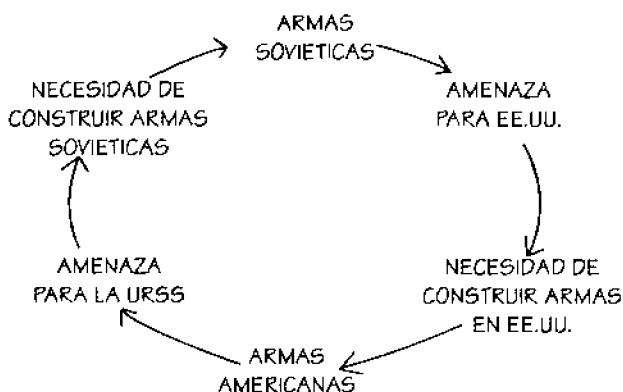 ARMAS
SOVIETICAS
AMENAZA
PARA EE.UU.
NECESIDAD DE
CONSTRUIR ARMAS
EN EE.UU.
ARMAS
AMERICANAS
AMENAZA
PARA LA URSS
NECESIDAD DE
CONSTRUIR ARMAS
SOVIETICAS